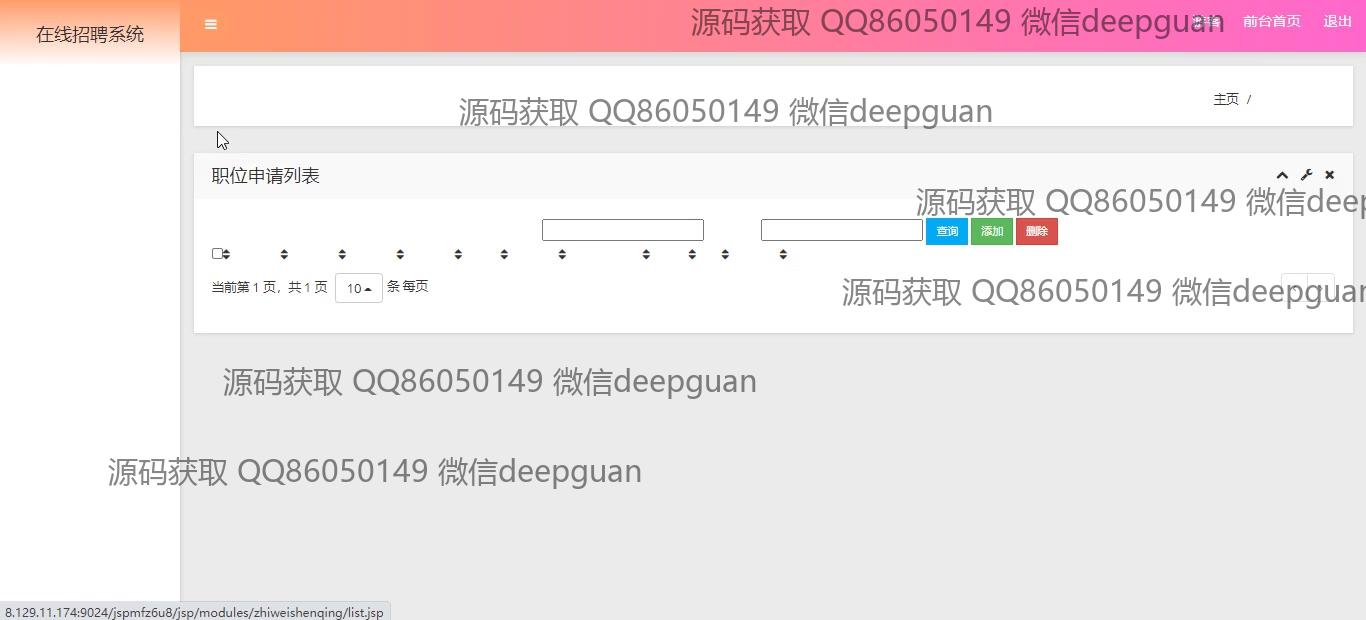 在线招聘系统
源码获取 QQ86050149 微信deepguan
前台首页 退出
源码获取 QQ86050149 微信deepguan
主页 /
职位申请列表
源码获取 QQ86050149 微信deep
查询 添加 删除
当前第 1 页，共 1 页 10 条 每页
源码获取 QQ86050149 微信deepguan
源码获取 QQ86050149 微信deepguan
源码获取 QQ86050149 微信deepguan
8.129.11.174:9024/jspmfz6u8/jsp/modules/zhiweishenqing/list.jsp